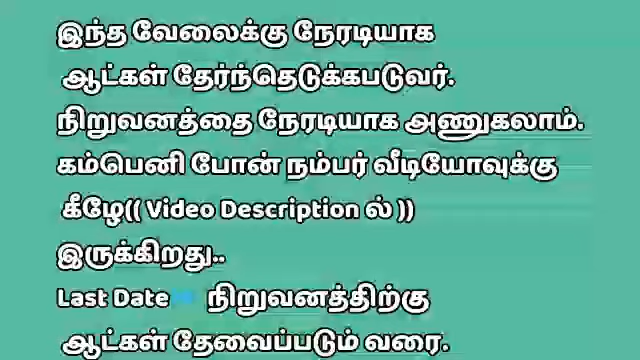 இந்த வேலைக்கு நேரடியாக
ஆட்கள் தேர்ந்தெடுக்கபடுவர்.
நிறுவனத்தை நேரடியாக அணுகலாம்.
கம்பெனி போன் நம்பர் வீடியோவுக்கு
கீழே(( Video Description ல் ))
இருக்கிறது..
Last Date நிறுவனத்திற்கு
ஆட்கள் தேவைப்படும் வரை.